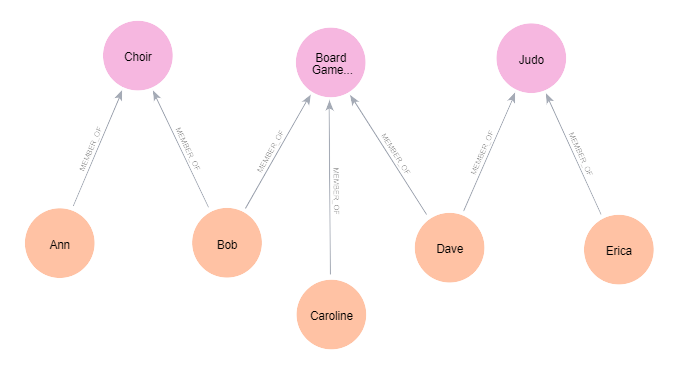 Choir
Board
Game...
Judo
MEMBER_OF
MEMBER_OF
MEMBER_OF
MEMBER_OF
MEMBER_OF
MEMBER_OF
MEMBER_OF
Ann
Bob
Dave
Erica
Caroline